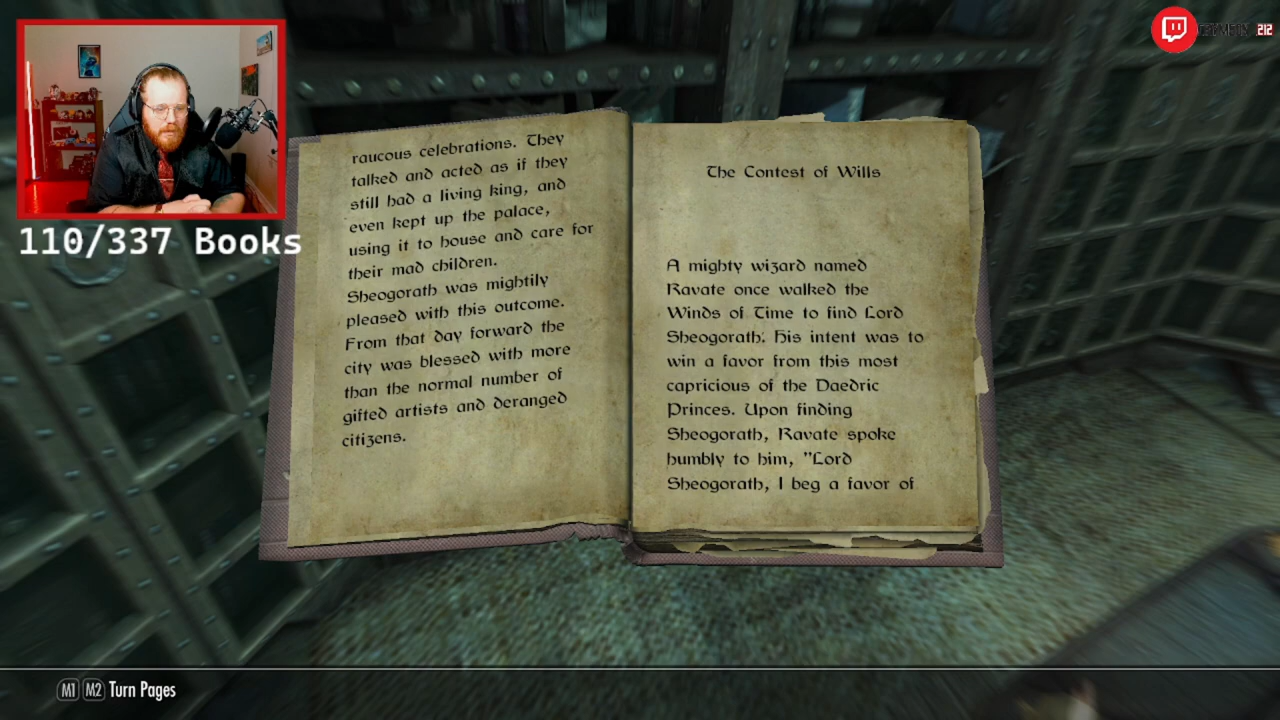 212
110/337 Books
raucous celebrations. They
talked and acted as if they
still had a living king, and
even kept up the palace,
using it to house and care for
their mad children.
Sheogorath was mightily
pleased with this outcome.
From that day forward the
city was blessed with more
than the normal number of
gifted artists and deranged
citizens.
The Contest of Wills
A mighty wizard named
Ravate once walked the
Winds of Time to find Lord
Sheogorath. His intent was to
win a favor from this most
capricious of the Daedric
Princes. Upon finding
Sheogorath, Ravate spoke
humbly to him, "Lord
Sheogorath, I beg a favor of
M1 M2 Turn Pages